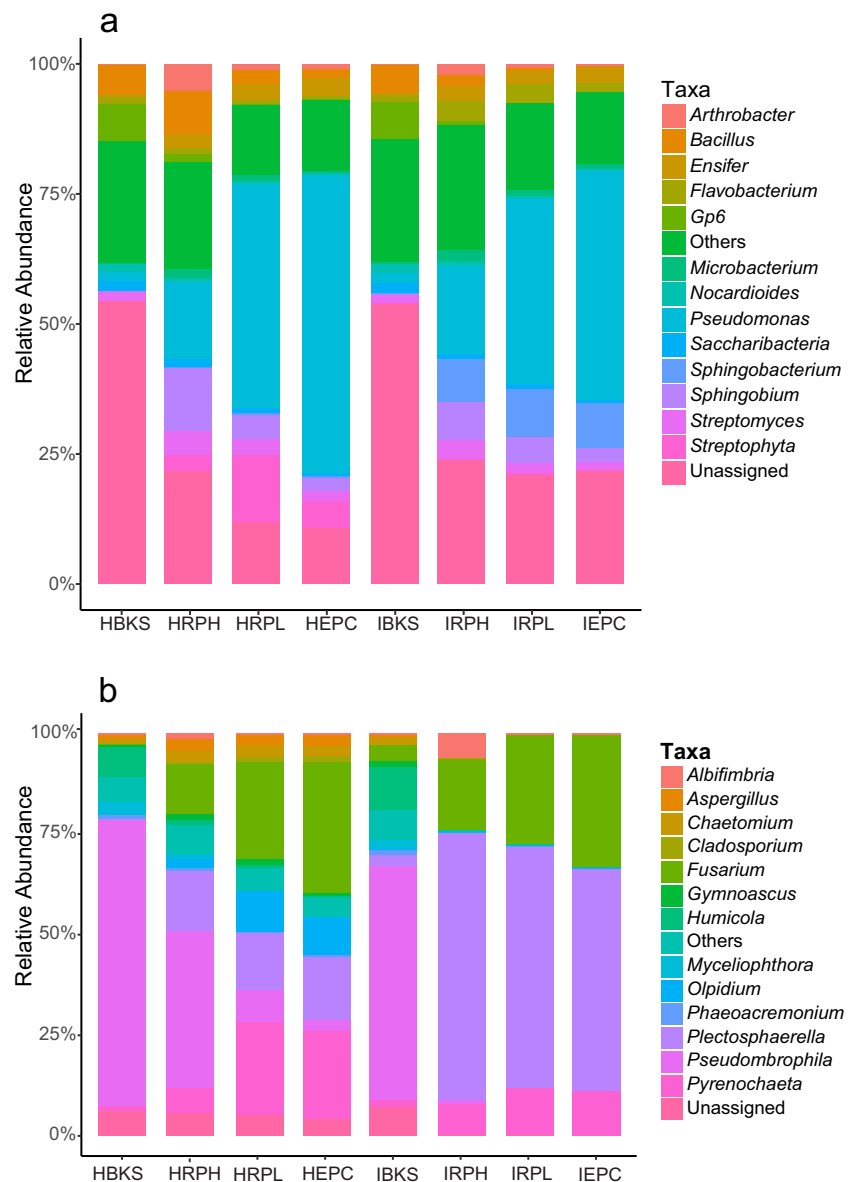 a
100%
75%
50%
25%
0%
Relative Abundance
HBKS HRPH HRPL HEPC IBKS IRPH IRPL IEPC
Taxa
Arthrobacter
Bacillus
Ensifer
Flavobacterium
Gp6
Others
Microbacterium
Nocardioides
Pseudomonas
Saccharibacteria
Sphingobacterium
Sphingobium
Streptomyces
Streptophyta
Unassigned
b
100%
75%
50%
25%
0%
Relative Abundance
HBKS HRPH HRPL HEPC IBKS IRPH IRPL IEPC
Taxa
Albifimbria
Aspergillus
Chaetomium
Cladosporium
Fusarium
Gymnoascus
Humicola
Others
Myceliophthora
Olpidium
Phaeoacremonium
Plectosphaerella
Pseudombrophila
Pyrenochaeta
Unassigned